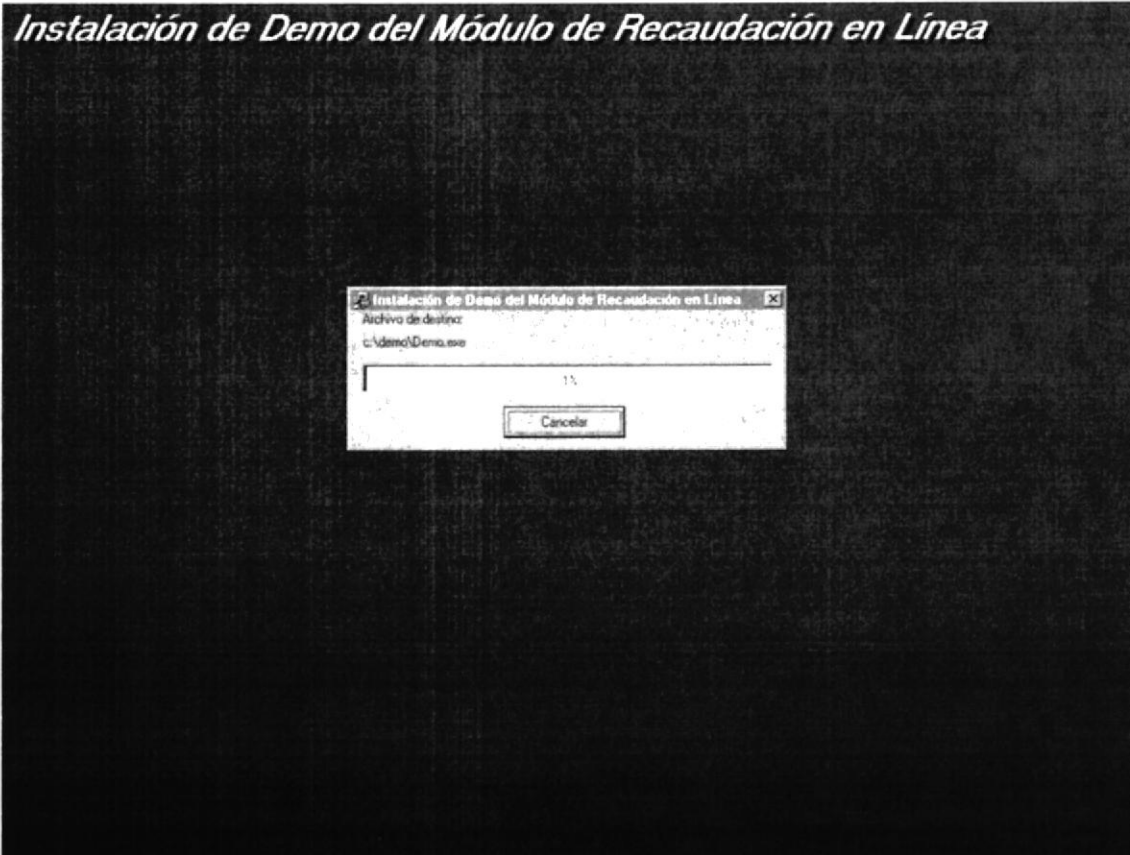 Instalación de Demo del Módulo de Recaudación en Línea
Instalación de Demo del Módulo de Recaudación en Línea
Archivo de destino:
c:\demo\Demo.exe
1%
Cancelar